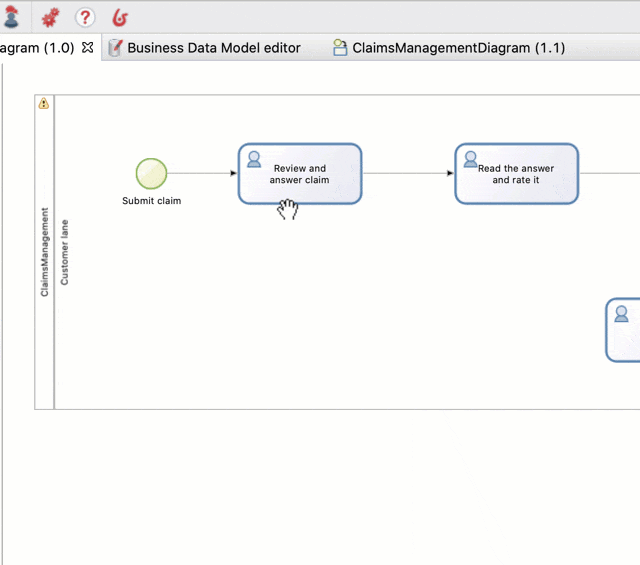 agram (1.0)
Business Data Model editor
ClaimsManagementDiagram (1.1)
ClaimsManagement
Customer lane
Submit claim
Review and
answer claim
Read the answer
and rate it